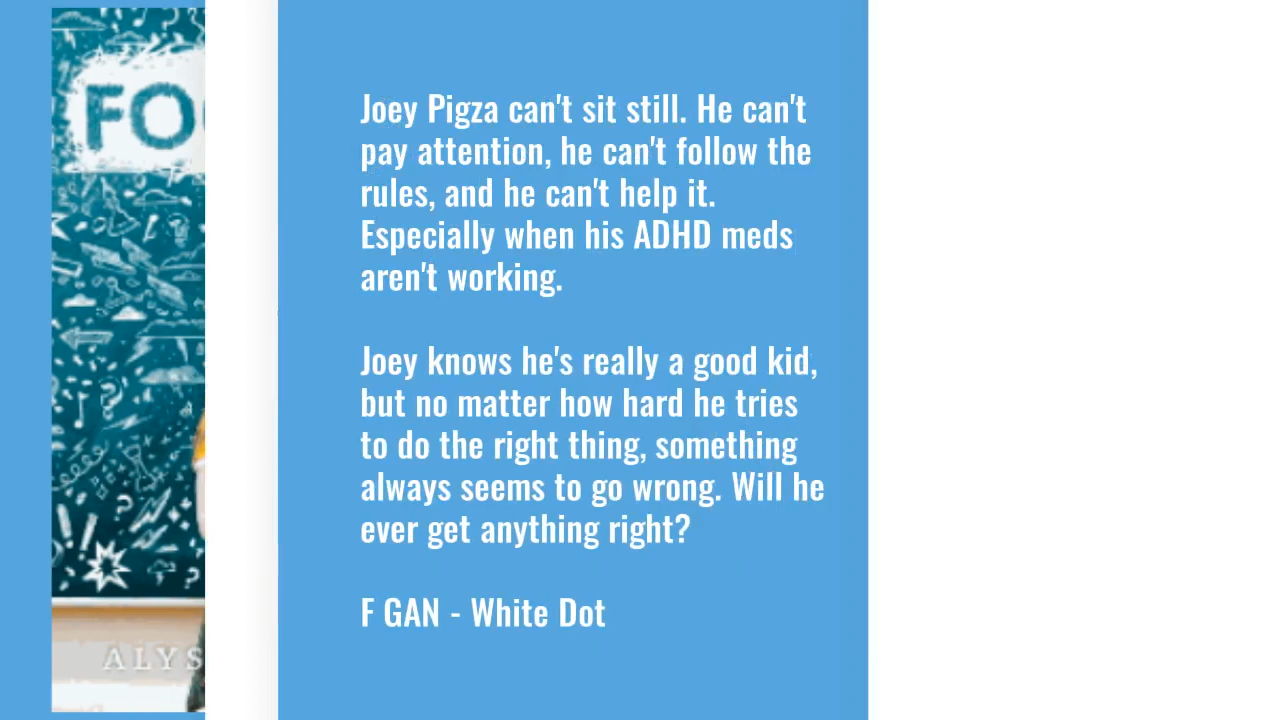 FO
ALYS
Joey Pigza can't sit still. He can't
pay attention, he can't follow the
rules, and he can't help it.
Especially when his ADHD meds
aren't working.
Joey knows he's really a good kid,
but no matter how hard he tries
to do the right thing, something
always seems to go wrong. Will he
ever get anything right?
F GAN - White Dot